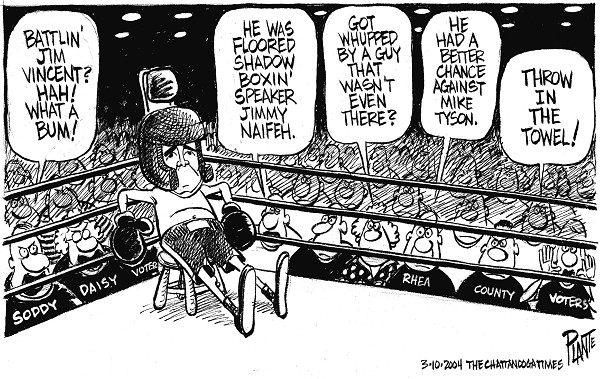 BATTLIN'
JIM
VINCENT?
HAH!
WHAT A
BUM!
HE WAS
FLOORED
SHADOW
BOXIN'
SPEAKER
JIMMY
NAIFEH.
GOT
WHUPPED
BY A GUY
THAT
WASN'T
EVEN
THERE?
HE
HAD A
BETTER
CHANCE
AGAINST
MIKE
TYSON.
THROW
IN
THE
TOWEL!
SODDY
DAISY
VOTERS
RHEA
COUNTY
VOTERS
PLANTE
3-10-2004 THE CHATTANOOGA TIMES